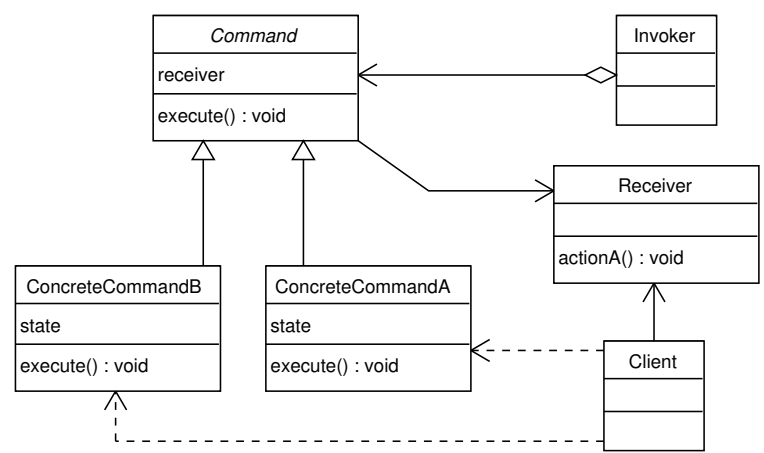 Command
receiver
execute() : void
Invoker
Receiver
actionA() : void
ConcreteCommandB
state
execute() : void
ConcreteCommandA
state
execute() : void
Client